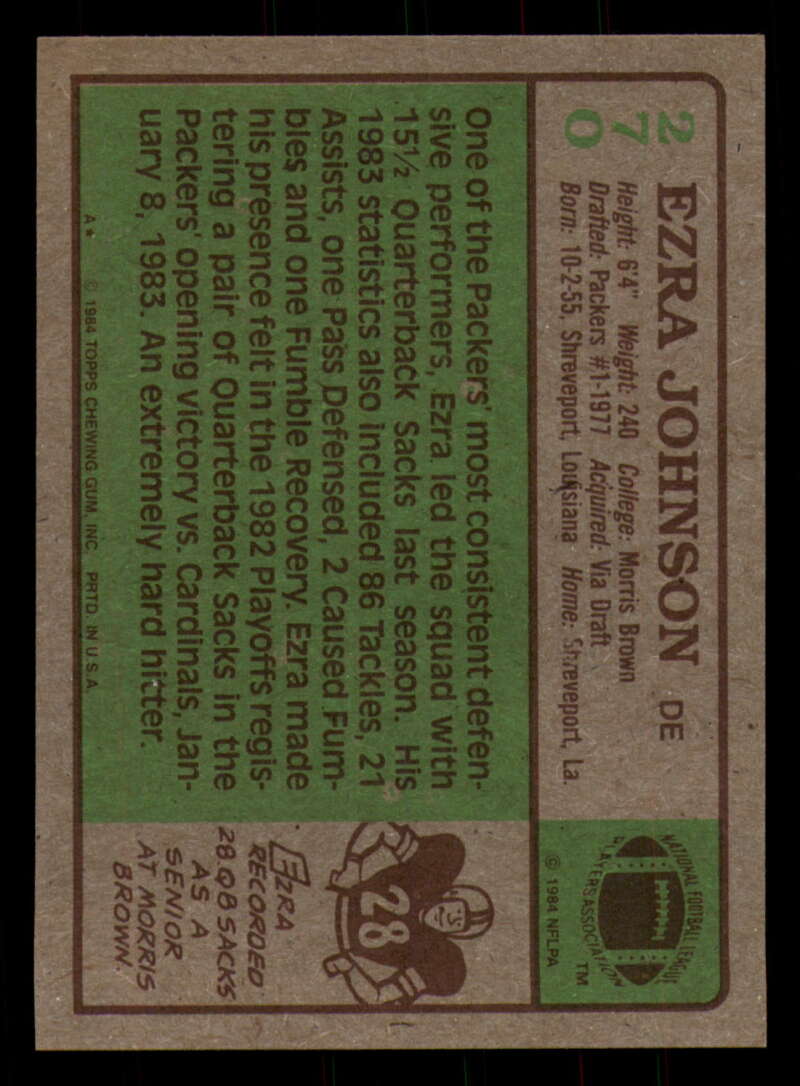 270
EZRA JOHNSON DE
Height: 6'4" Weight: 240 College: Morris Brown
Drafted: Packers #1-1977 Acquired: Via Draft
Born: 10-2-55, Shreveport, Louisiana Home: Shreveport, La.
NATIONAL FOOTBALL LEAGUE
PLAYERS ASSOCIATION
TM
© 1984 NFLPA
One of the Packers' most consistent defen-
sive performers, Ezra led the squad with
15½ Quarterback Sacks last season. His
1983 statistics also included 86 Tackles, 21
Assists, one Pass Defensed, 2 Caused Fum-
bles and one Fumble Recovery. Ezra made
his presence felt in the 1982 Playoffs regis-
tering a pair of Quarterback Sacks in the
Packers' opening victory vs. Cardinals, Jan-
uary 8, 1983. An extremely hard hitter.
28
EZRA
RECORDED
28 QB SACKS
AS A
SENIOR
AT MORRIS
BROWN.
A* © 1984 TOPPS CHEWING GUM, INC. PRTD. IN U.S.A.